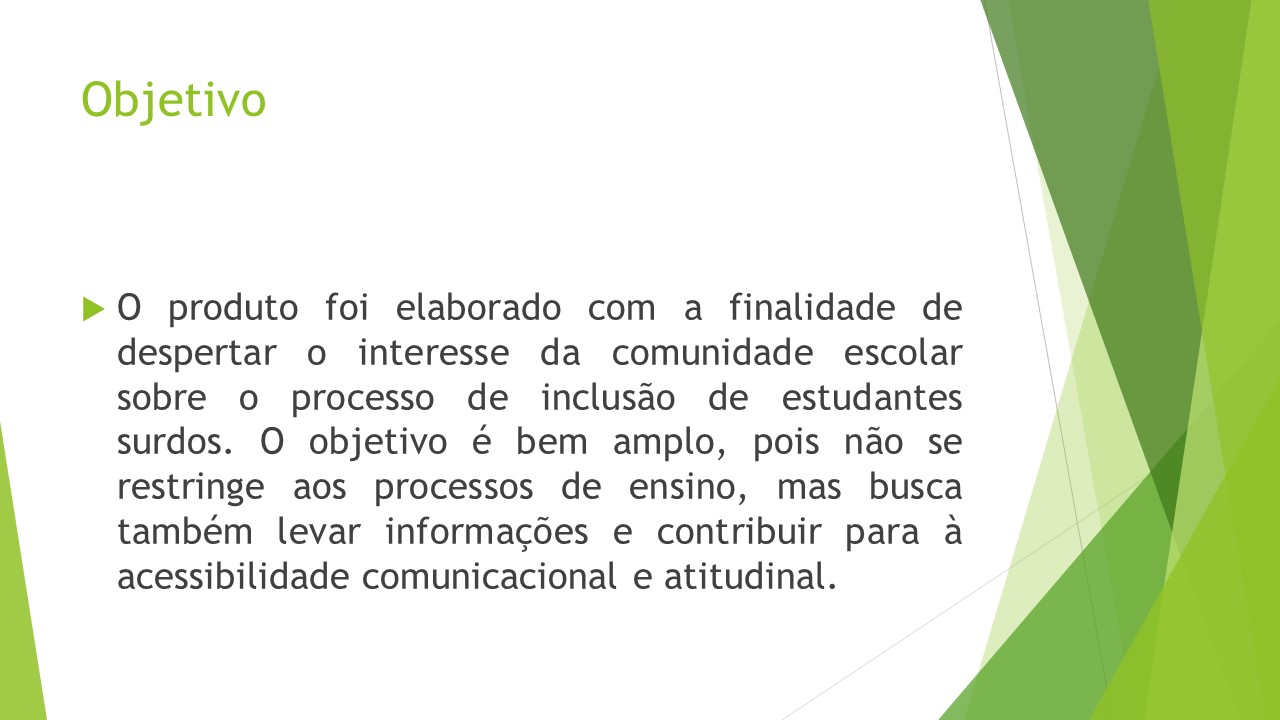 Objetivo
O produto foi elaborado com a finalidade de
despertar o interesse da comunidade escolar
sobre o processo de inclusão de estudantes
surdos. O objetivo é bem amplo, pois não se
restringe aos processos de ensino, mas busca
também levar informações e contribuir para à
acessibilidade comunicacional e atitudinal.